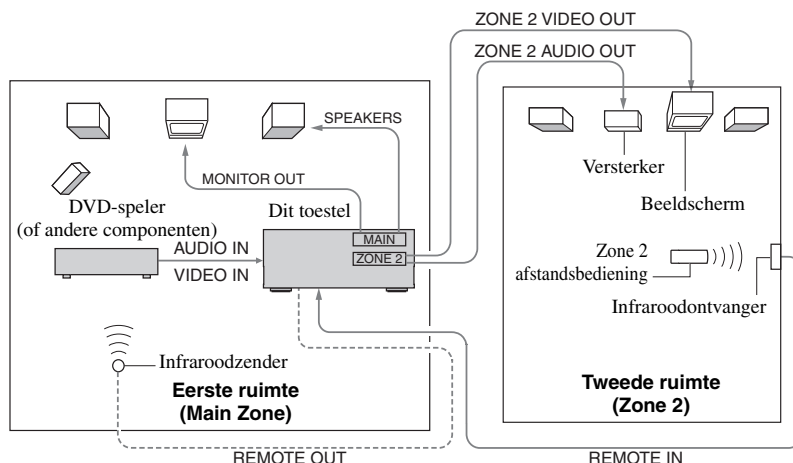 ZONE 2 VIDEO OUT
ZONE 2 AUDIO OUT
SPEAKERS
MONITOR OUT
DVD-speler
(of andere componenten)
Dit toestel
MAIN
ZONE 2
AUDIO IN
VIDEO IN
Infraroodzender
Eerste ruimte
(Main Zone)
REMOTE OUT
Versterker
Beeldscherm
Zone 2
afstandsbediening
Infraroodontvanger
Tweede ruimte
(Zone 2)
REMOTE IN